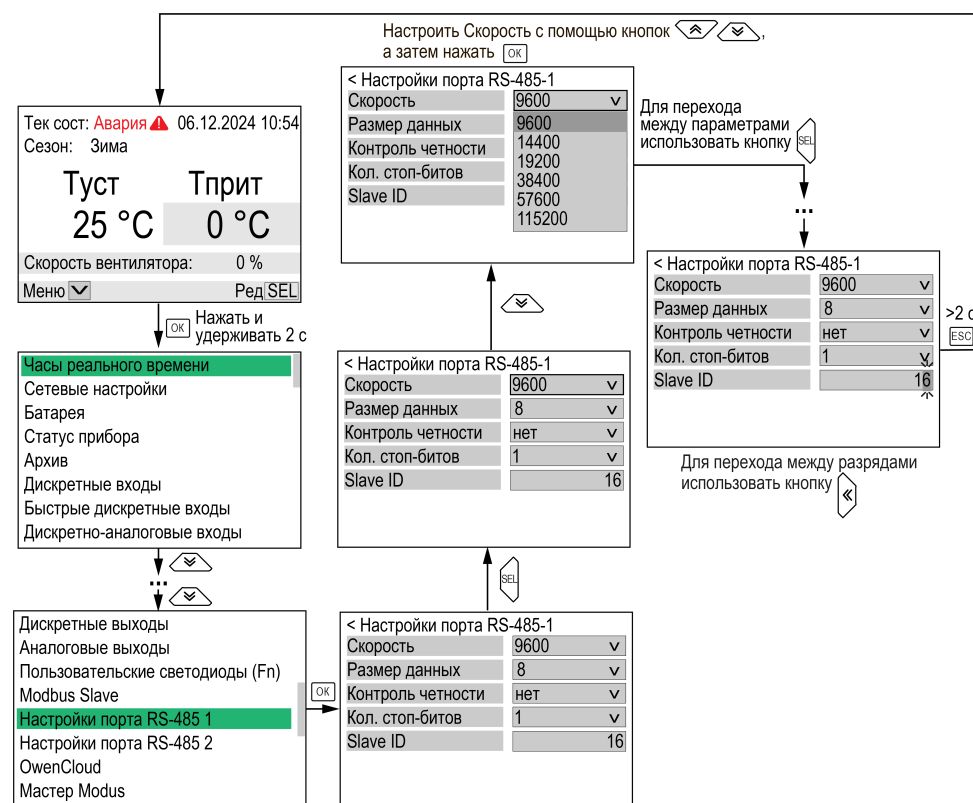 Настроить Скорость с помощью кнопок ,
а затем нажать OK
Тек сост: Авария 06.12.2024 10:54
Сезон: Зима
Туст Тприт
25 °C 0 °C
Скорость вентилятора: 0 %
Меню Ред SEL
OK Нажать и
удерживать 2 с
Часы реального времени
Сетевые настройки
Батарея
Статус прибора
Архив
Дискретные входы
Быстрые дискретные входы
Дискретно-аналоговые входы
...
Дискретные выходы
Аналоговые выходы
Пользовательские светодиоды (Fn)
Modbus Slave
Настройки порта RS-485 1
Настройки порта RS-485 2
OwenCloud
Мастер Modus
OK
< Настройки порта RS-485-1
Скорость 9600
Размер данных 8
Контроль четности нет
Кол. стоп-битов 1
Slave ID 16
SEL
< Настройки порта RS-485-1
Скорость 9600
Размер данных 8
Контроль четности нет
Кол. стоп-битов 1
Slave ID 16
< Настройки порта RS-485-1
Скорость 9600
Размер данных 9600
Контроль четности 14400
19200
Кол. стоп-битов 38400
Slave ID 57600
115200
Для перехода
между параметрами
использовать кнопку SEL
...
< Настройки порта RS-485-1
Скорость 9600
Размер данных 8
Контроль четности нет
Кол. стоп-битов 1
Slave ID 16
>2 с
ESC
Для перехода между разрядами
использовать кнопку